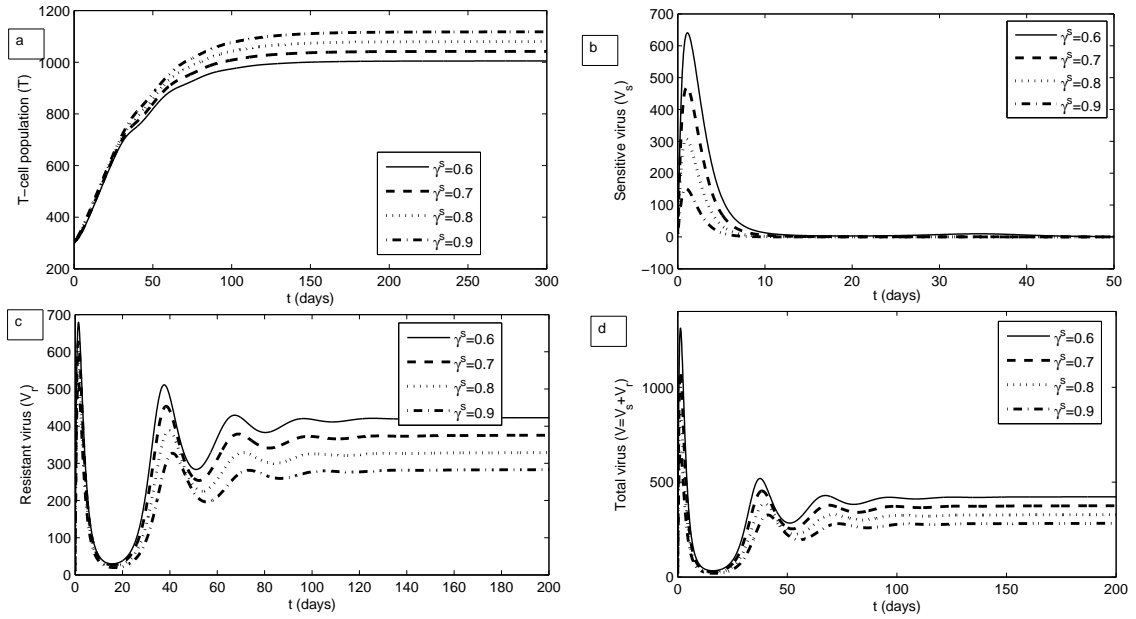 a
T−cell population (T)
1200
1000
800
600
400
200
0
50
100
150
200
250
300
t (days)
γˢ=0.6
γˢ=0.7
γˢ=0.8
γˢ=0.9
b
Sensitive virus (Vₛ)
700
600
500
400
300
200
100
0
−100
0
10
20
30
40
50
t (days)
γˢ=0.6
γˢ=0.7
γˢ=0.8
γˢ=0.9
c
Resistant virus (Vᵣ)
700
600
500
400
300
200
100
0
0
20
40
60
80
100
120
140
160
180
200
t (days)
γˢ=0.6
γˢ=0.7
γˢ=0.8
γˢ=0.9
d
Total virus (V=Vₛ+Vᵣ)
1000
500
0
0
50
100
150
200
t (days)
γˢ=0.6
γˢ=0.7
γˢ=0.8
γˢ=0.9